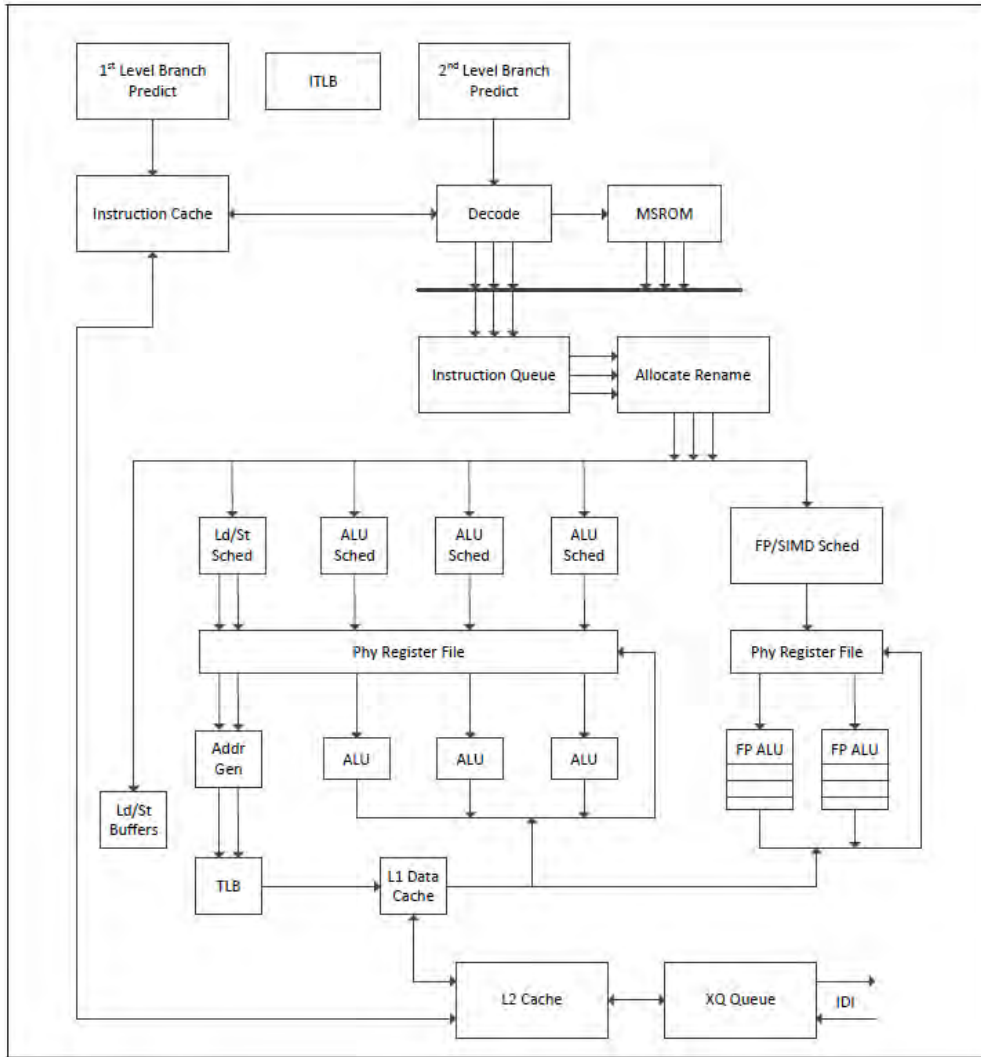 1st Level Branch
Predict
ITLB
2nd Level Branch
Predict
Instruction Cache
Decode
MSROM
Instruction Queue
Allocate Rename
Ld/St
Sched
ALU
Sched
ALU
Sched
ALU
Sched
FP/SIMD Sched
Phy Register File
Phy Register File
Addr
Gen
ALU
ALU
ALU
FP ALU
FP ALU
Ld/St
Buffers
TLB
L1 Data
Cache
L2 Cache
XQ Queue
IDI